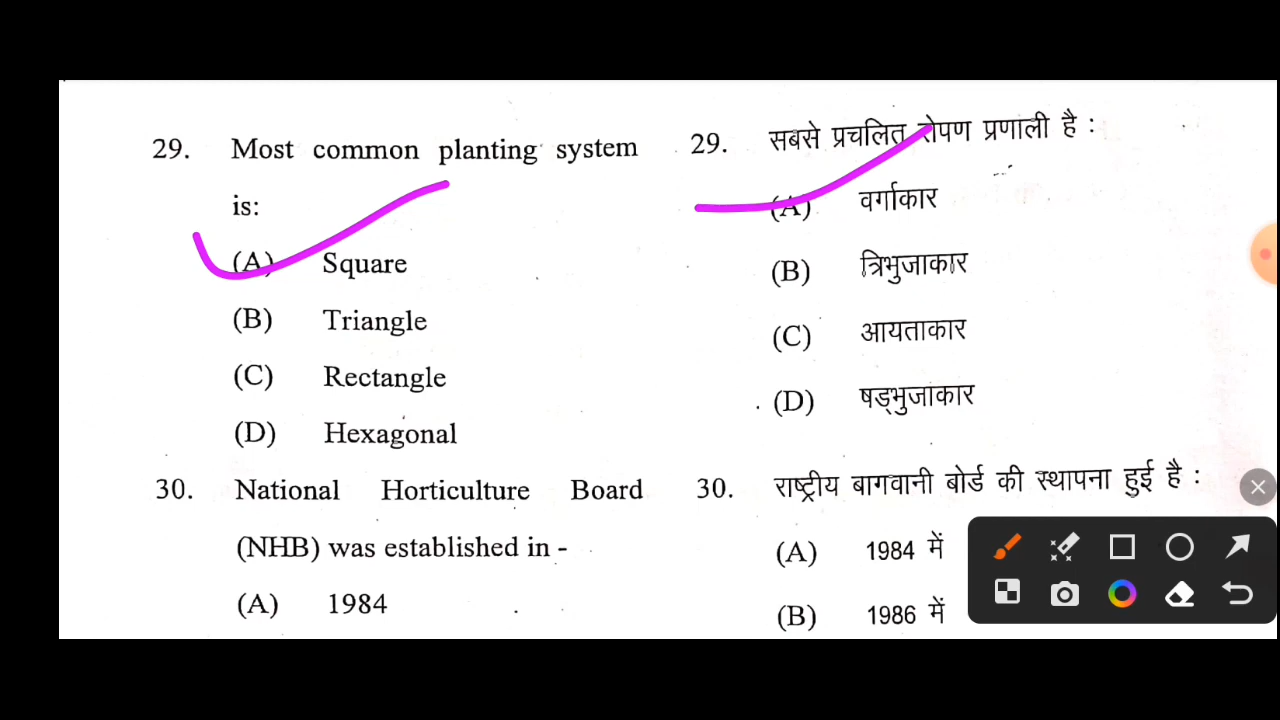 29. Most common planting system
is:
(A) Square
(B) Triangle
(C) Rectangle
(D) Hexagonal
30. National Horticulture Board
(NHB) was established in -
(A) 1984
29. सबसे प्रचलित रोपण प्रणाली है :
(A) वर्गाकार
(B) त्रिभुजाकार
(C) आयताकार
(D) षड्भुजाकार
30. राष्ट्रीय बागवानी बोर्ड की स्थापना हुई है :
(A) 1984 में
(B) 1986 में